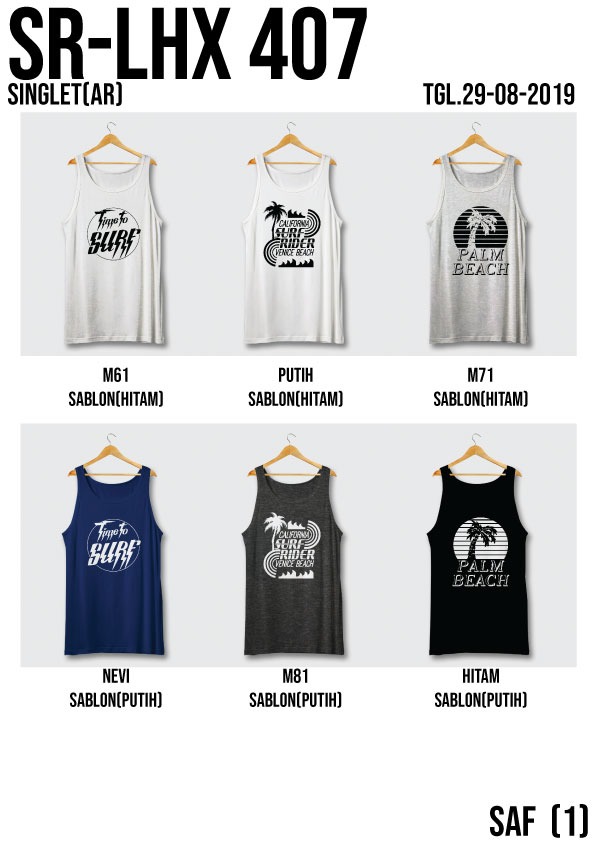 SR-LHX 407
SINGLET(AR)
TGL.29-08-2019
Time To
SURF
CALIFORNIA
SURF
RIDER
VENICE BEACH
PALM
BEACH
M61
SABLON(HITAM)
PUTIH
SABLON(HITAM)
M71
SABLON(HITAM)
Time To
SURF
CALIFORNIA
SURF
RIDER
VENICE BEACH
PALM
BEACH
NEVI
SABLON(PUTIH)
M81
SABLON(PUTIH)
HITAM
SABLON(PUTIH)
SAF (1)